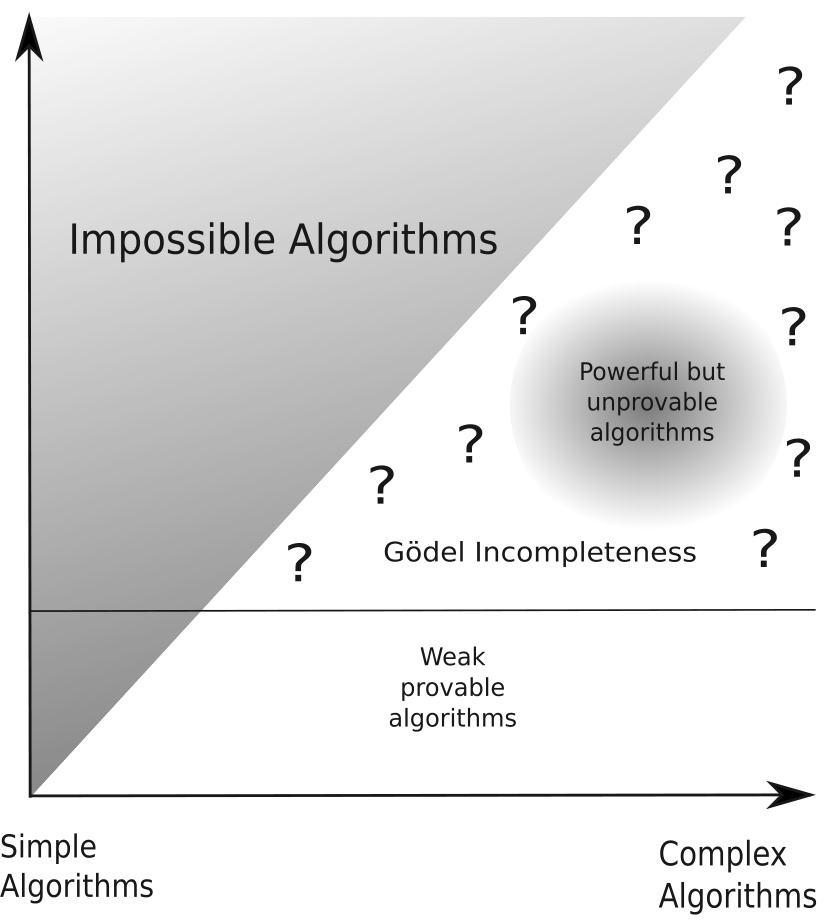 ?
?
?
?
Impossible Algorithms
?
?
Powerful but
unprovable
algorithms
?
?
?
Gödel Incompleteness
?
?
Weak
provable
algorithms
Simple
Algorithms
Complex
Algorithms